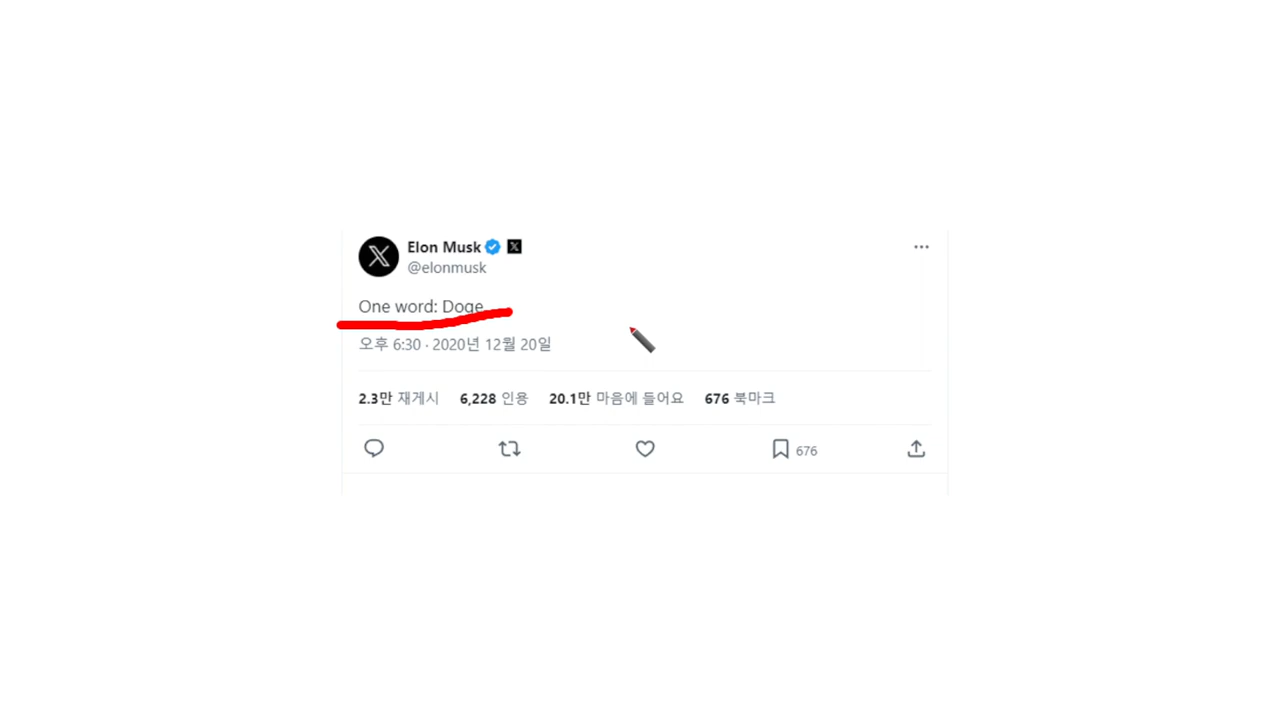 Elon Musk
@elonmusk
One word: Doge
오후 6:30 · 2020년 12월 20일
2.3만 재게시 6,228 인용 20.1만 마음에 들어요 676 북마크
676